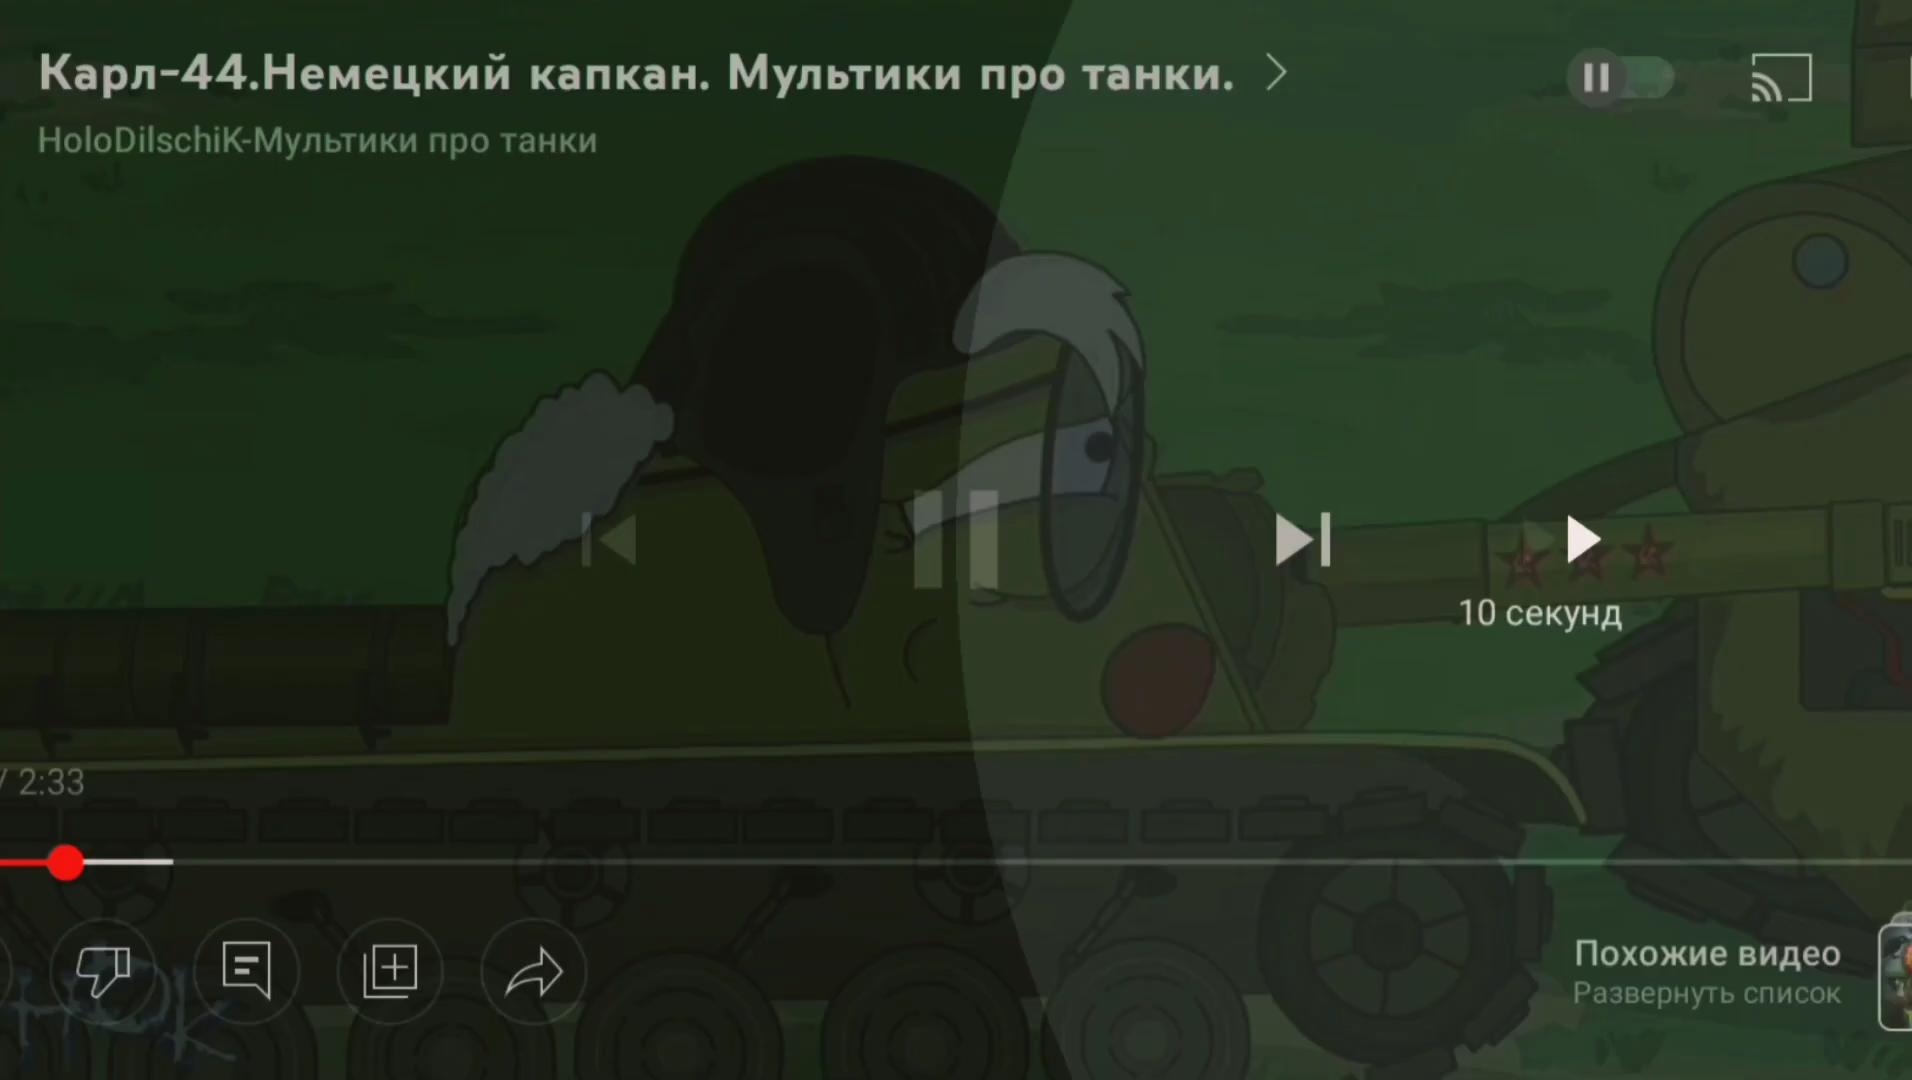 Карл-44.Немецкий капкан. Мультики про танки.
HoloDilschiK-Мультики про танки
10 секунд
/ 2:33
Похожие видео
Развернуть список